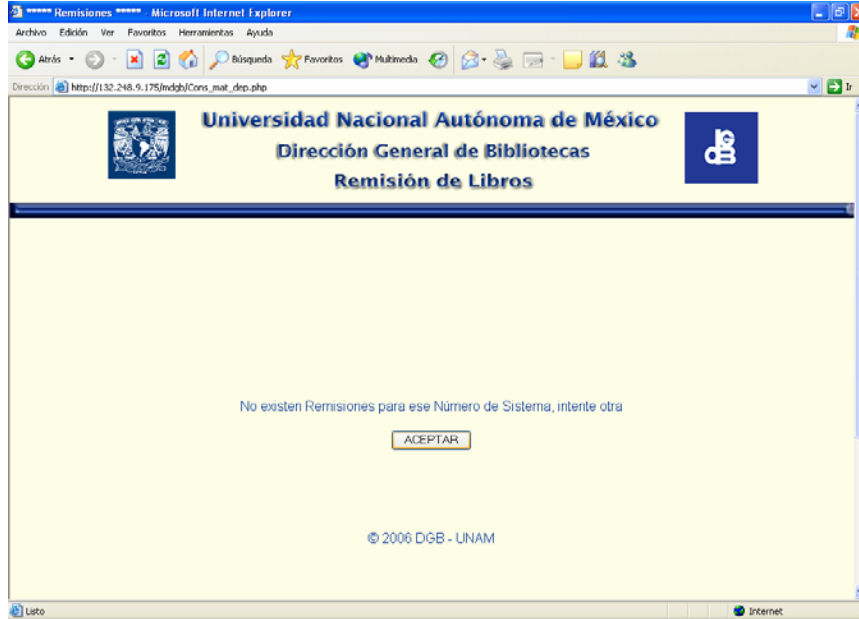 ***** Remisiones ***** - Microsoft Internet Explorer
Archivo Edición Ver Favoritos Herramientas Ayuda
Atrás Búsqueda Favoritos Multimedia
Dirección http://132.248.9.175/mdgb/Cons_mat_dep.php Ir
Universidad Nacional Autónoma de México
Dirección General de Bibliotecas
Remisión de Libros
No existen Remisiones para ese Número de Sistema, intente otra
ACEPTAR
© 2006 DGB - UNAM
Listo Internet